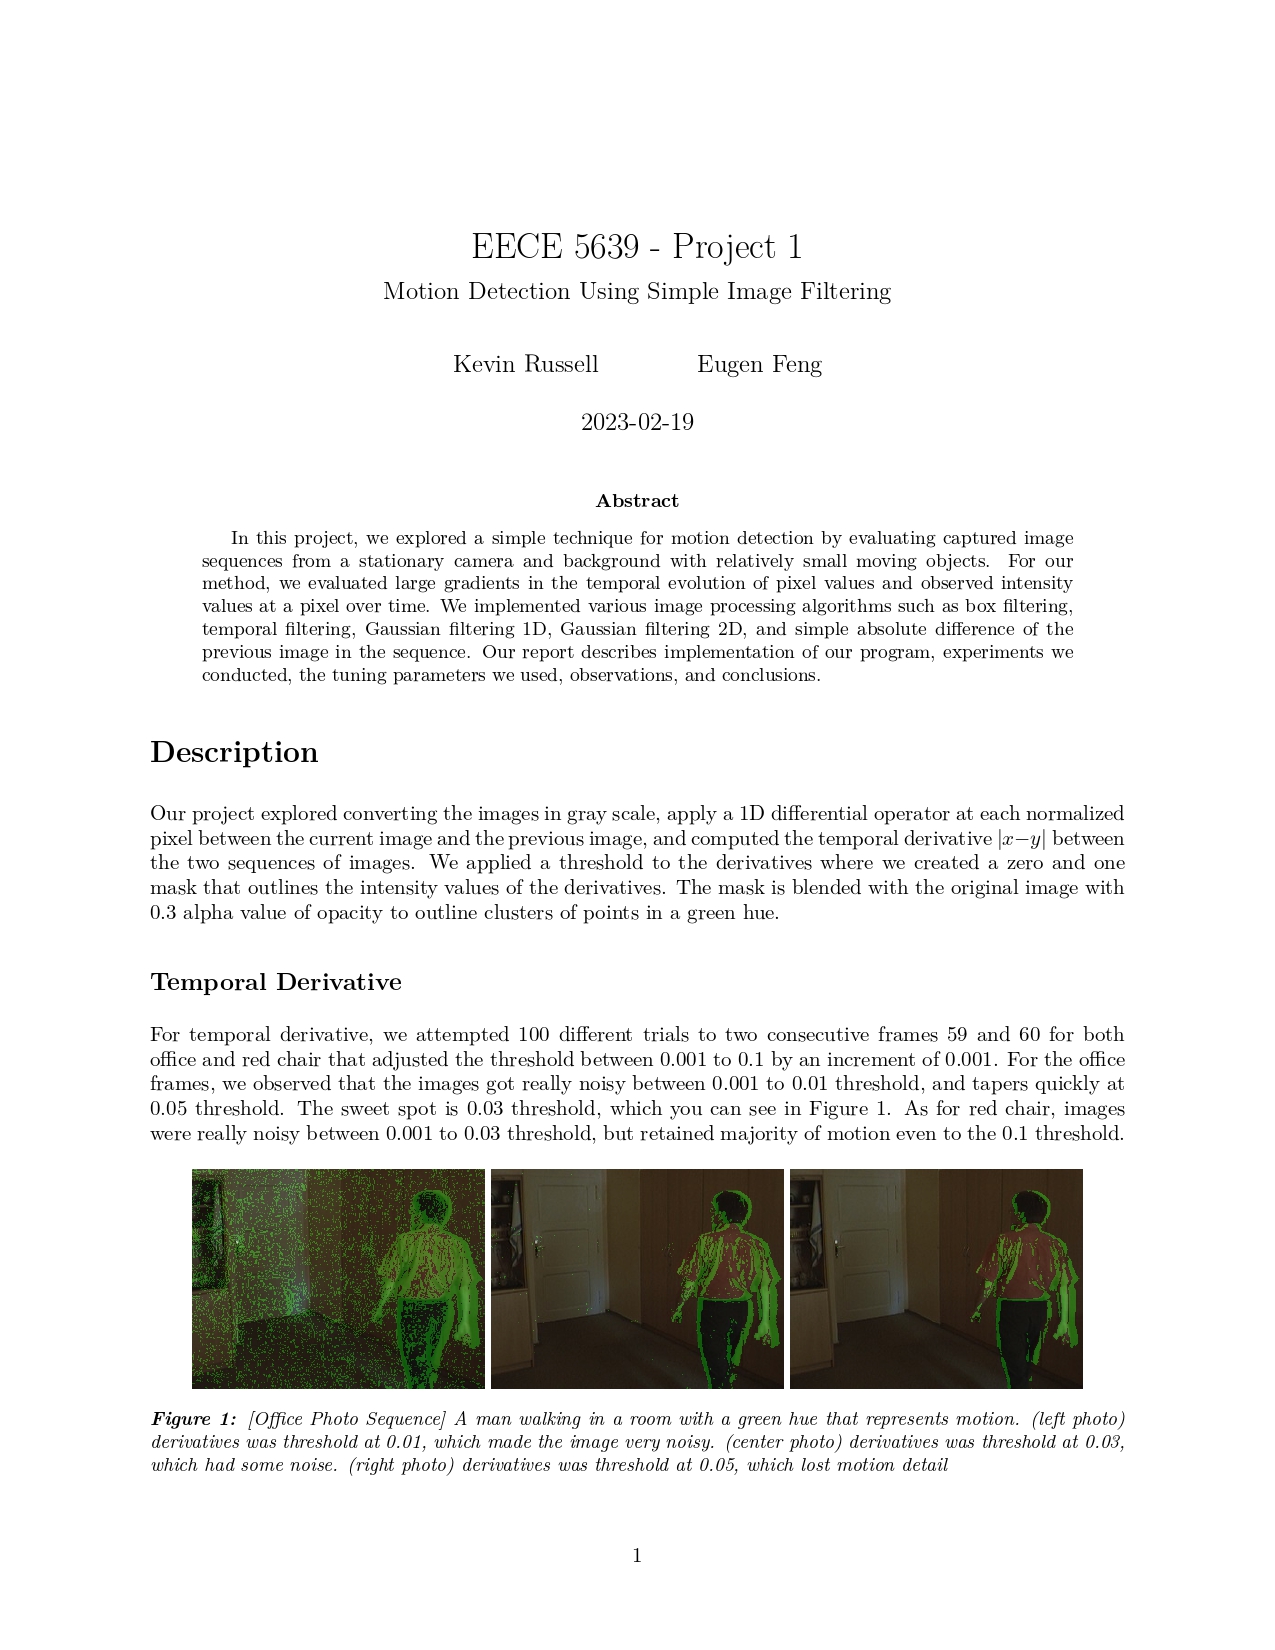 EECE 5639 - Project 1
Motion Detection Using Simple Image Filtering
Kevin Russell Eugen Feng
2023-02-19
Abstract
In this project, we explored a simple technique for motion detection by evaluating captured image
sequences from a stationary camera and background with relatively small moving objects. For our
method, we evaluated large gradients in the temporal evolution of pixel values and observed intensity
values at a pixel over time. We implemented various image processing algorithms such as box filtering,
temporal filtering, Gaussian filtering 1D, Gaussian filtering 2D, and simple absolute difference of the
previous image in the sequence. Our report describes implementation of our program, experiments we
conducted, the tuning parameters we used, observations, and conclusions.
Description
Our project explored converting the images in gray scale, apply a 1D differential operator at each normalized
pixel between the current image and the previous image, and computed the temporal derivative |x−y| between
the two sequences of images. We applied a threshold to the derivatives where we created a zero and one
mask that outlines the intensity values of the derivatives. The mask is blended with the original image with
0.3 alpha value of opacity to outline clusters of points in a green hue.
Temporal Derivative
For temporal derivative, we attempted 100 different trials to two consecutive frames 59 and 60 for both
office and red chair that adjusted the threshold between 0.001 to 0.1 by an increment of 0.001. For the office
frames, we observed that the images got really noisy between 0.001 to 0.01 threshold, and tapers quickly at
0.05 threshold. The sweet spot is 0.03 threshold, which you can see in Figure 1. As for red chair, images
were really noisy between 0.001 to 0.03 threshold, but retained majority of motion even to the 0.1 threshold.
Figure 1: [Office Photo Sequence] A man walking in a room with a green hue that represents motion. (left photo)
derivatives was threshold at 0.01, which made the image very noisy. (center photo) derivatives was threshold at 0.03,
which had some noise. (right photo) derivatives was threshold at 0.05, which lost motion detail
1